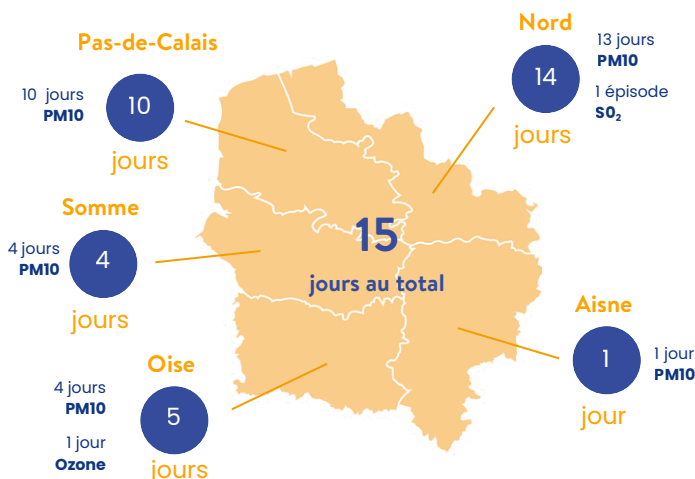 Pas-de-Calais
10 jours
PM10
10
jours
Nord
14
jours
13 jours
PM10
1 épisode
S0₂
Somme
4 jours
PM10
4
jours
15
jours au total
Aisne
1
jour
1 jour
PM10
Oise
4 jours
PM10
1 jour
Ozone
5
jours